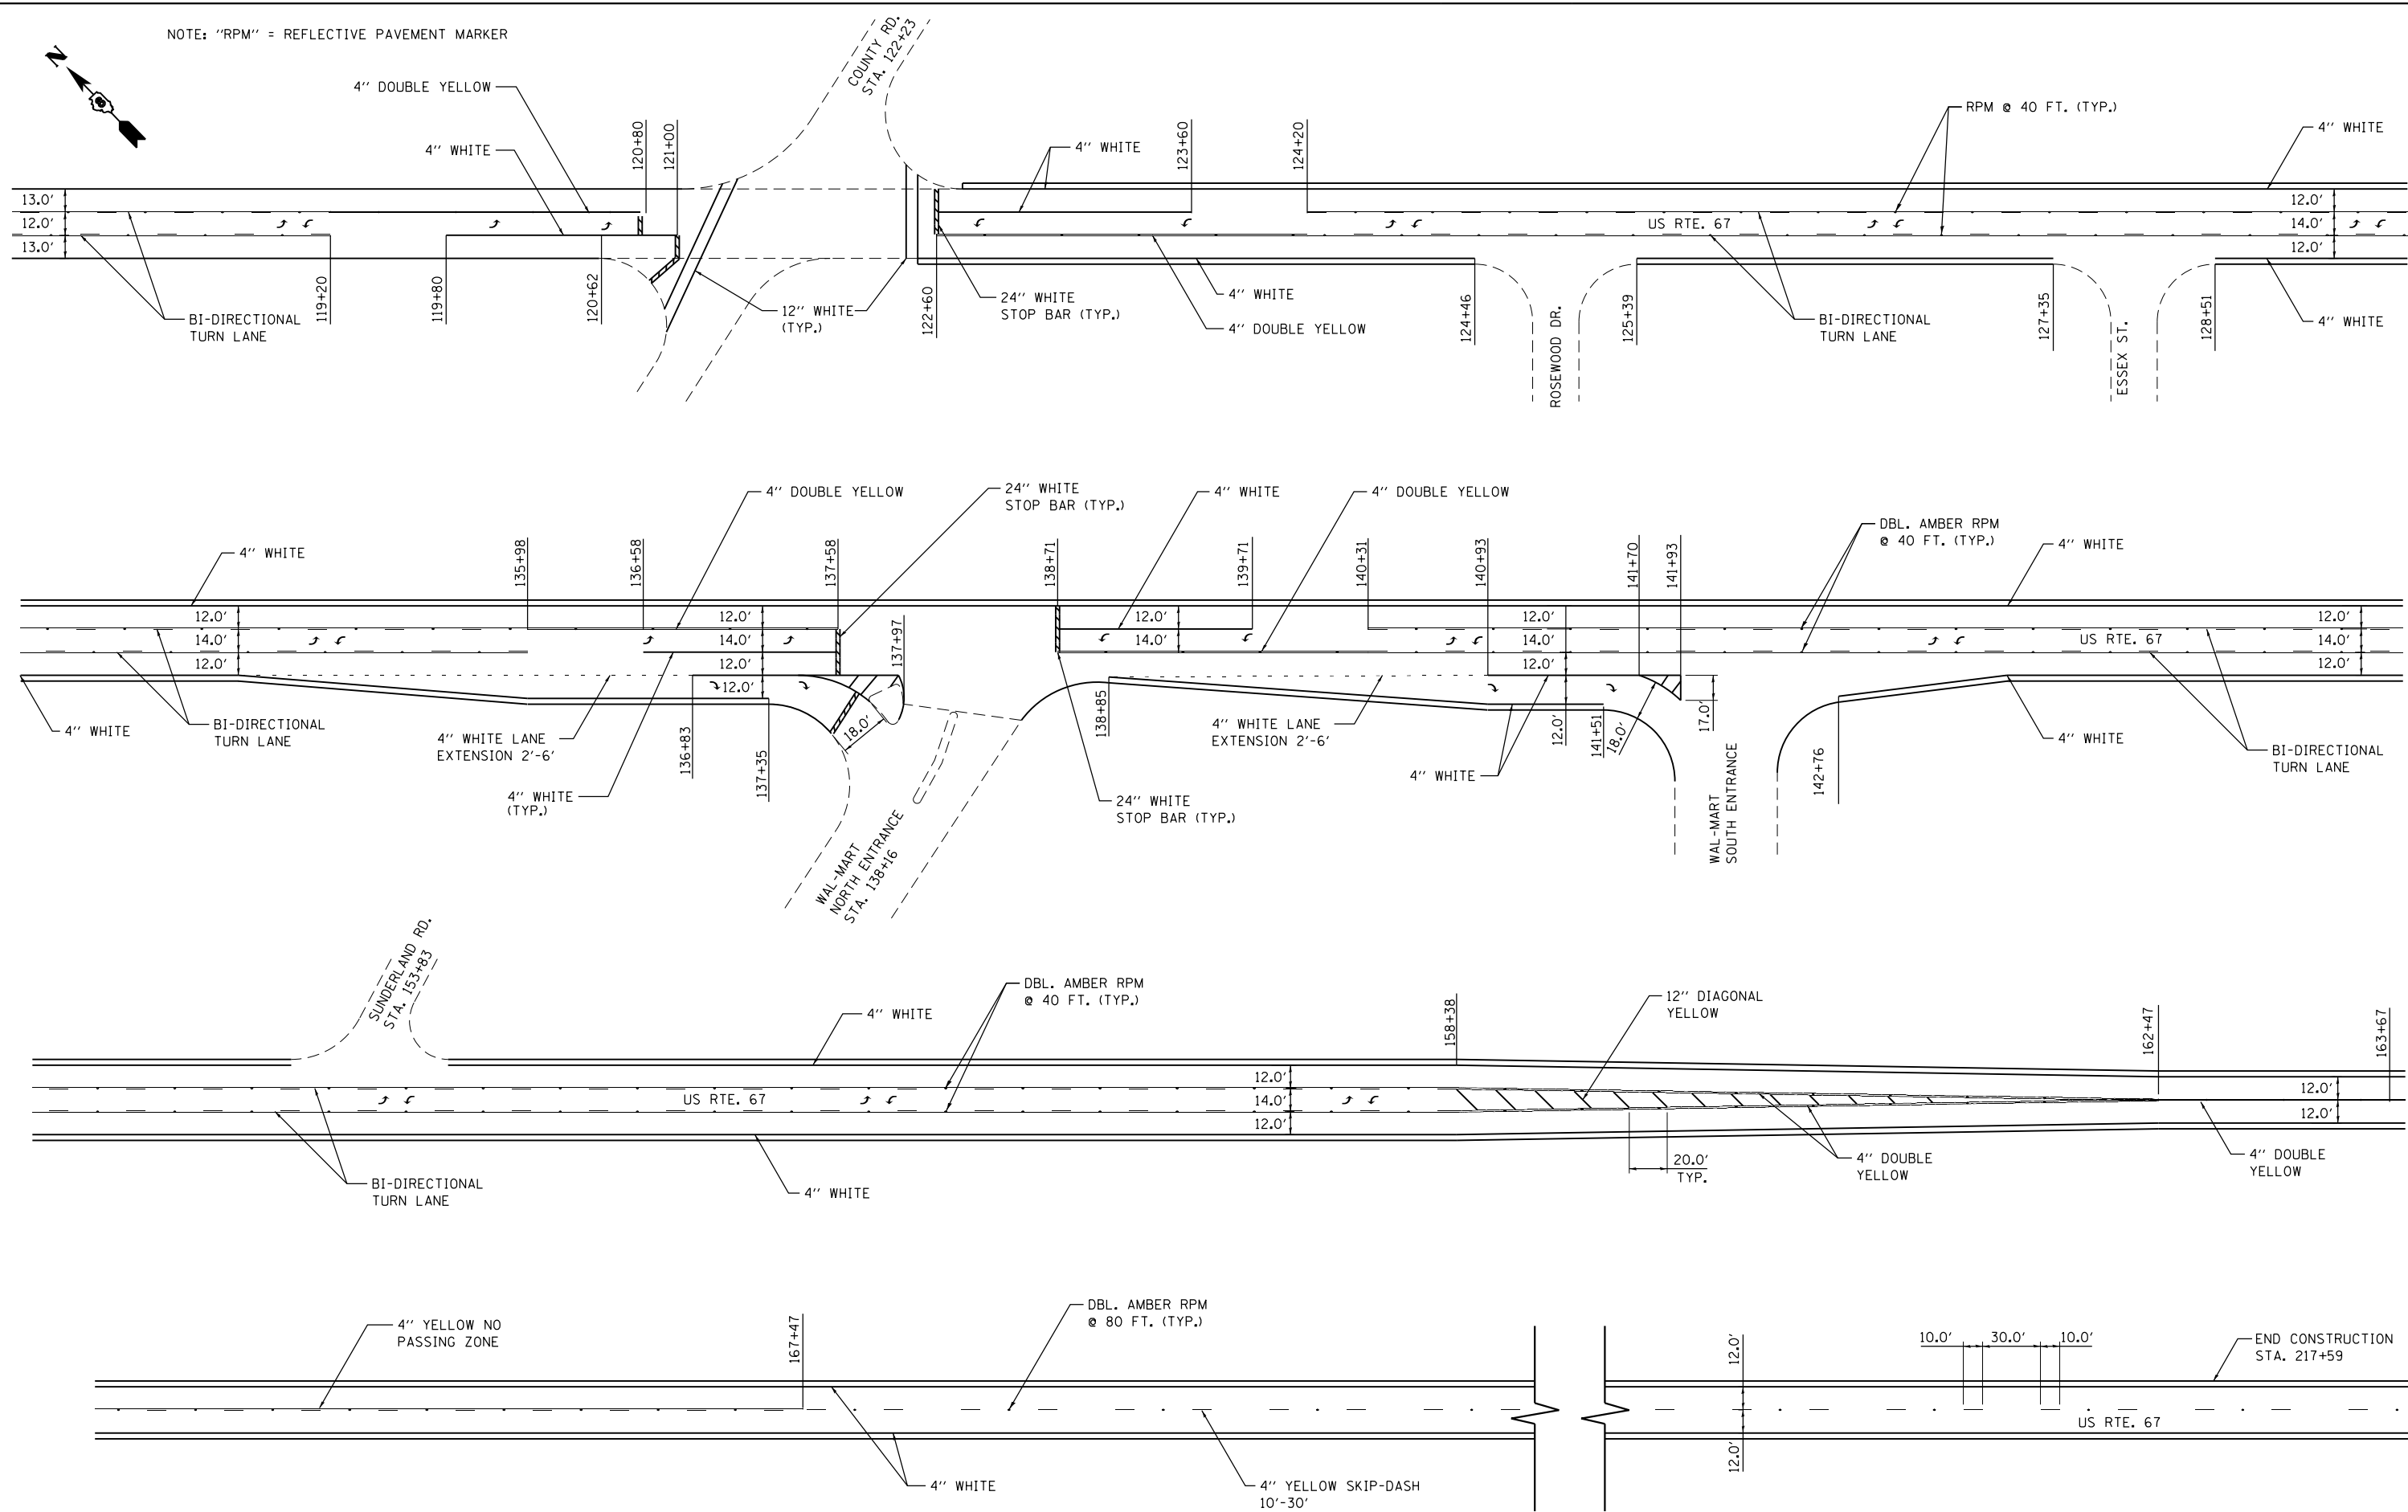 NOTE: "RPM" = REFLECTIVE PAVEMENT MARKER
N
COUNTY RD.
STA. 122+23
4" DOUBLE YELLOW
4" WHITE
120+80
121+00
4" WHITE
123+60
124+20
RPM @ 40 FT. (TYP.)
4" WHITE
13.0'
12.0'
13.0'
US RTE. 67
12.0'
14.0'
12.0'
BI-DIRECTIONAL
TURN LANE
119+20
119+80
120+62
12" WHITE
(TYP.)
122+60
24" WHITE
STOP BAR (TYP.)
4" WHITE
4" DOUBLE YELLOW
124+46
ROSEWOOD DR.
125+39
BI-DIRECTIONAL
TURN LANE
127+35
ESSEX ST.
128+51
4" WHITE
4" WHITE
135+98
136+58
4" DOUBLE YELLOW
137+58
24" WHITE
STOP BAR (TYP.)
138+71
4" WHITE
139+71
4" DOUBLE YELLOW
140+31
140+93
141+70
141+93
DBL. AMBER RPM
@ 40 FT. (TYP.)
4" WHITE
12.0'
14.0'
12.0'
12.0'
14.0'
12.0'
12.0'
137+97
12.0'
14.0'
12.0'
14.0'
12.0'
US RTE. 67
12.0'
14.0'
12.0'
4" WHITE
BI-DIRECTIONAL
TURN LANE
4" WHITE LANE
EXTENSION 2'-6'
4" WHITE
(TYP.)
136+83
137+35
18.0'
WAL-MART
NORTH ENTRANCE
STA. 138+16
138+85
24" WHITE
STOP BAR (TYP.)
4" WHITE LANE
EXTENSION 2'-6'
4" WHITE
12.0'
141+51
18.0'
17.0'
WAL-MART
SOUTH ENTRANCE
142+76
4" WHITE
BI-DIRECTIONAL
TURN LANE
SUNDERLAND RD.
STA. 153+83
4" WHITE
DBL. AMBER RPM
@ 40 FT. (TYP.)
158+38
12" DIAGONAL
YELLOW
162+47
163+67
US RTE. 67
12.0'
14.0'
12.0'
12.0'
12.0'
BI-DIRECTIONAL
TURN LANE
4" WHITE
20.0'
TYP.
4" DOUBLE
YELLOW
4" DOUBLE
YELLOW
4" YELLOW NO
PASSING ZONE
167+47
DBL. AMBER RPM
@ 80 FT. (TYP.)
12.0'
10.0'
30.0'
10.0'
END CONSTRUCTION
STA. 217+59
US RTE. 67
12.0'
4" WHITE
4" YELLOW SKIP-DASH
10'-30'